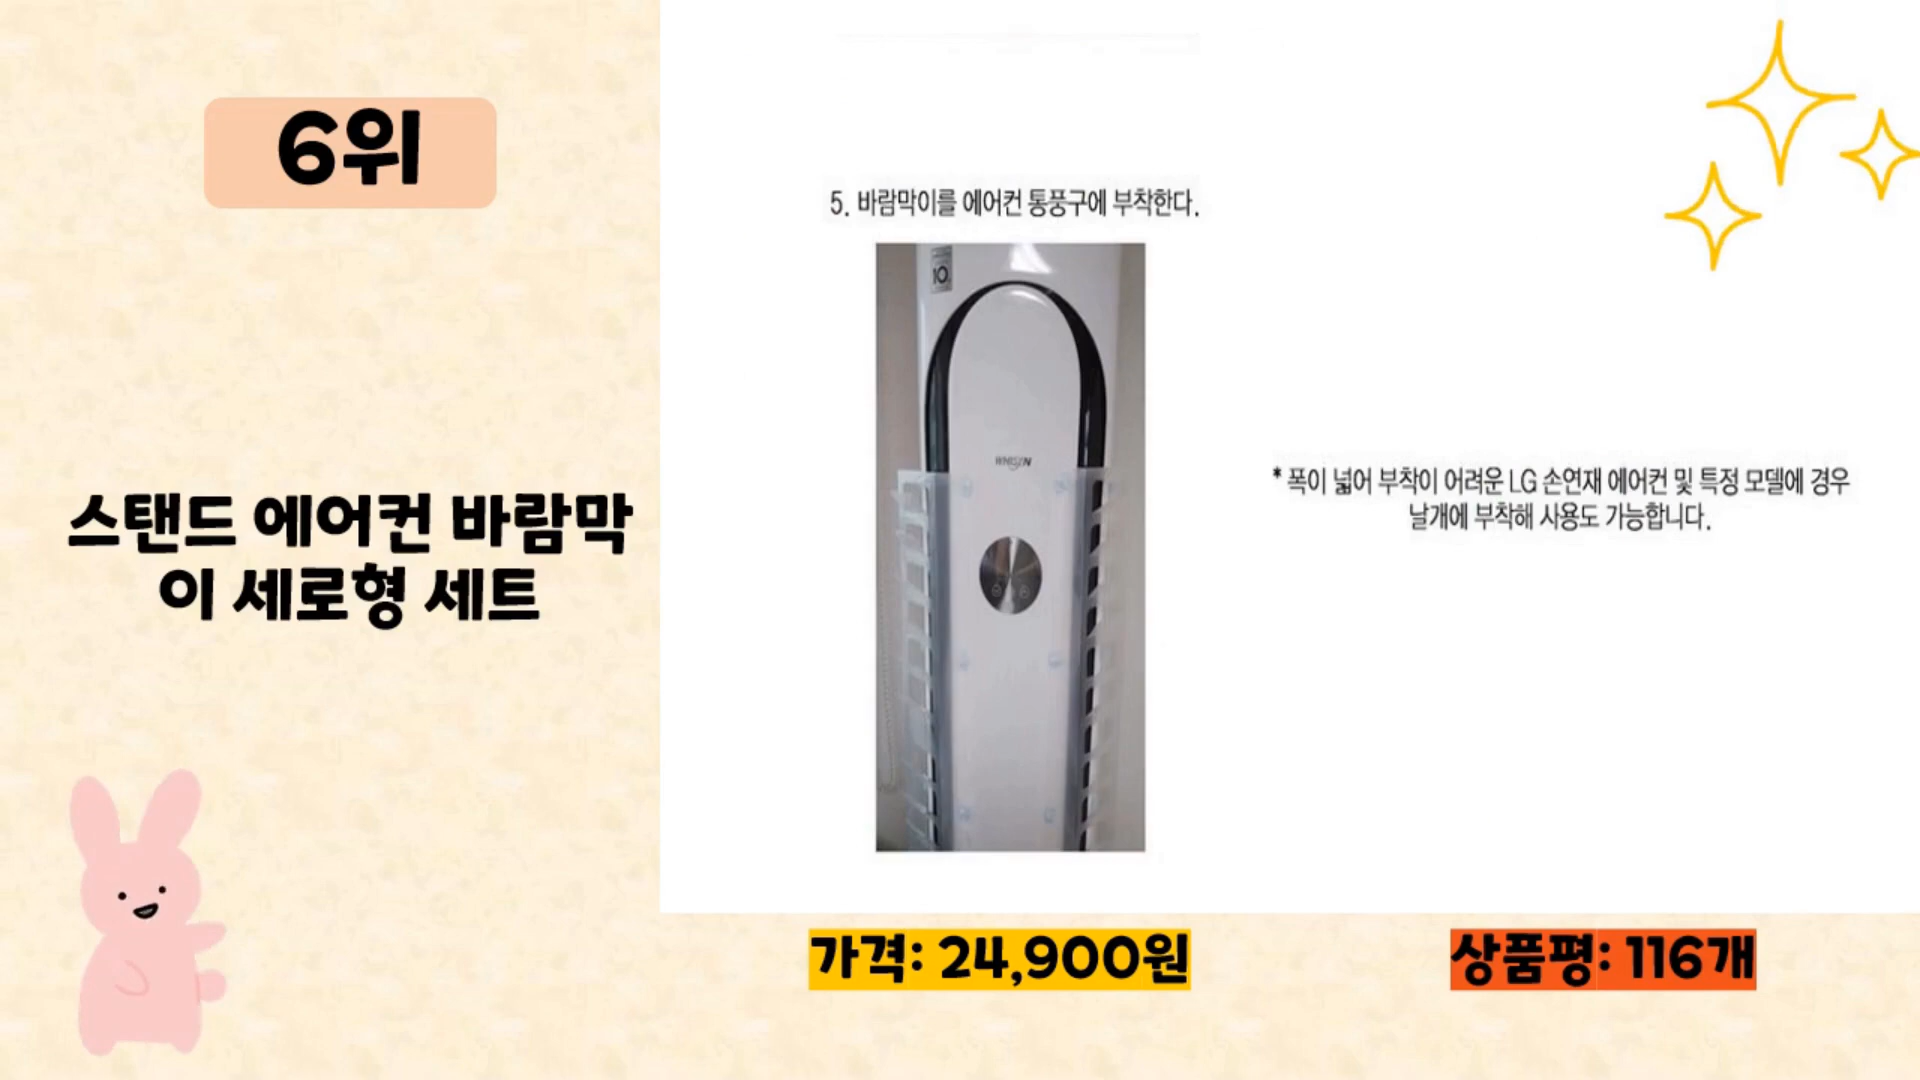 6위
스탠드 에어컨 바람막
이 세로형 세트
5. 바람막이를 에어컨 통풍구에 부착한다.
10
WHISEN
* 폭이 넓어 부착이 어려운 LG 손연재 에어컨 및 특정 모델에 경우
날개에 부착해 사용도 가능합니다.
가격: 24,900원
상품평: 116개